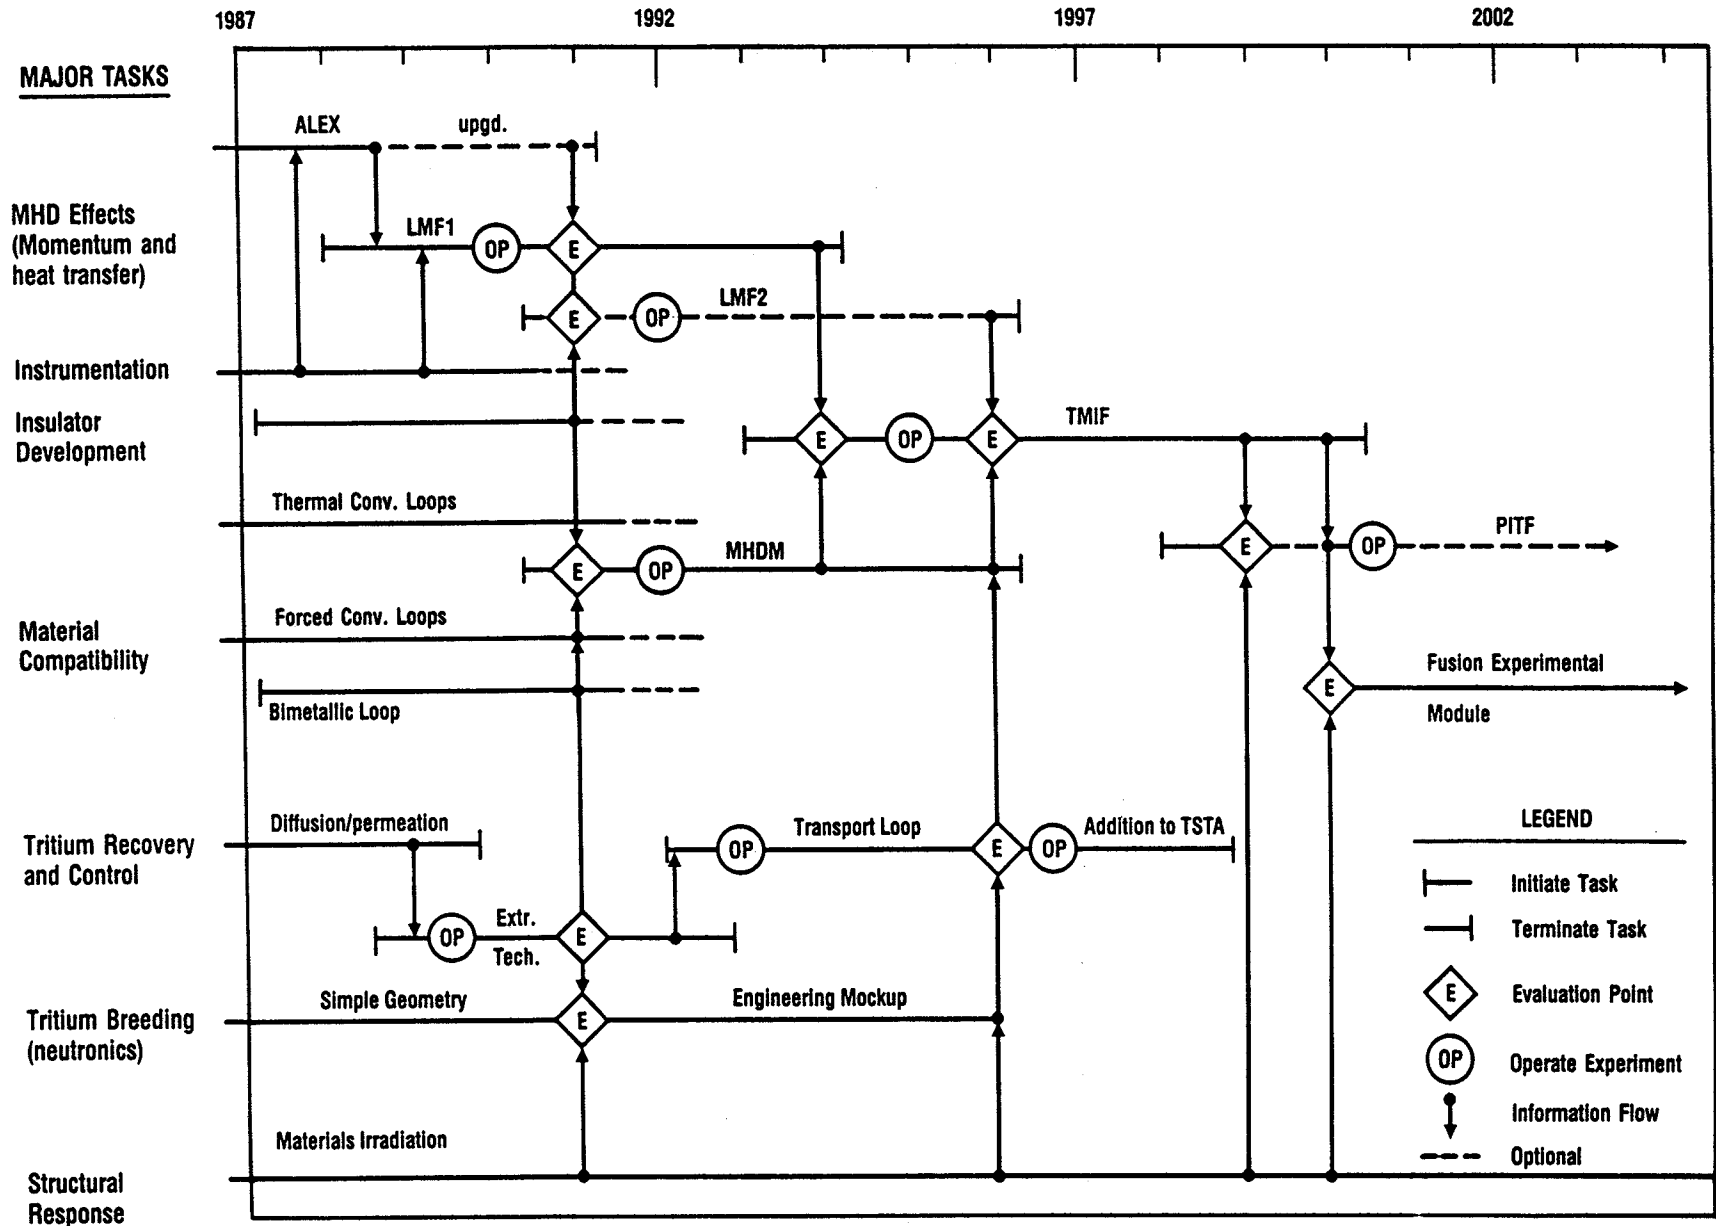 1987 1992 1997 2002
MAJOR TASKS
ALEX upgd.
MHD Effects
(Momentum and
heat transfer)
LMF1 OP E
E OP LMF2
Instrumentation
Insulator
Development
E OP E TMIF
Thermal Conv. Loops
E OP PITF
E OP MHDM
Forced Conv. Loops
Material
Compatibility
Bimetallic Loop
E Fusion Experimental
Module
Diffusion/permeation
Tritium Recovery
and Control
OP Transport Loop E OP Addition to TSTA
OP Extr.
Tech. E
Simple Geometry E Engineering Mockup
Tritium Breeding
(neutronics)
Materials Irradiation
Structural
Response
LEGEND
Initiate Task
Terminate Task
E Evaluation Point
OP Operate Experiment
Information Flow
Optional